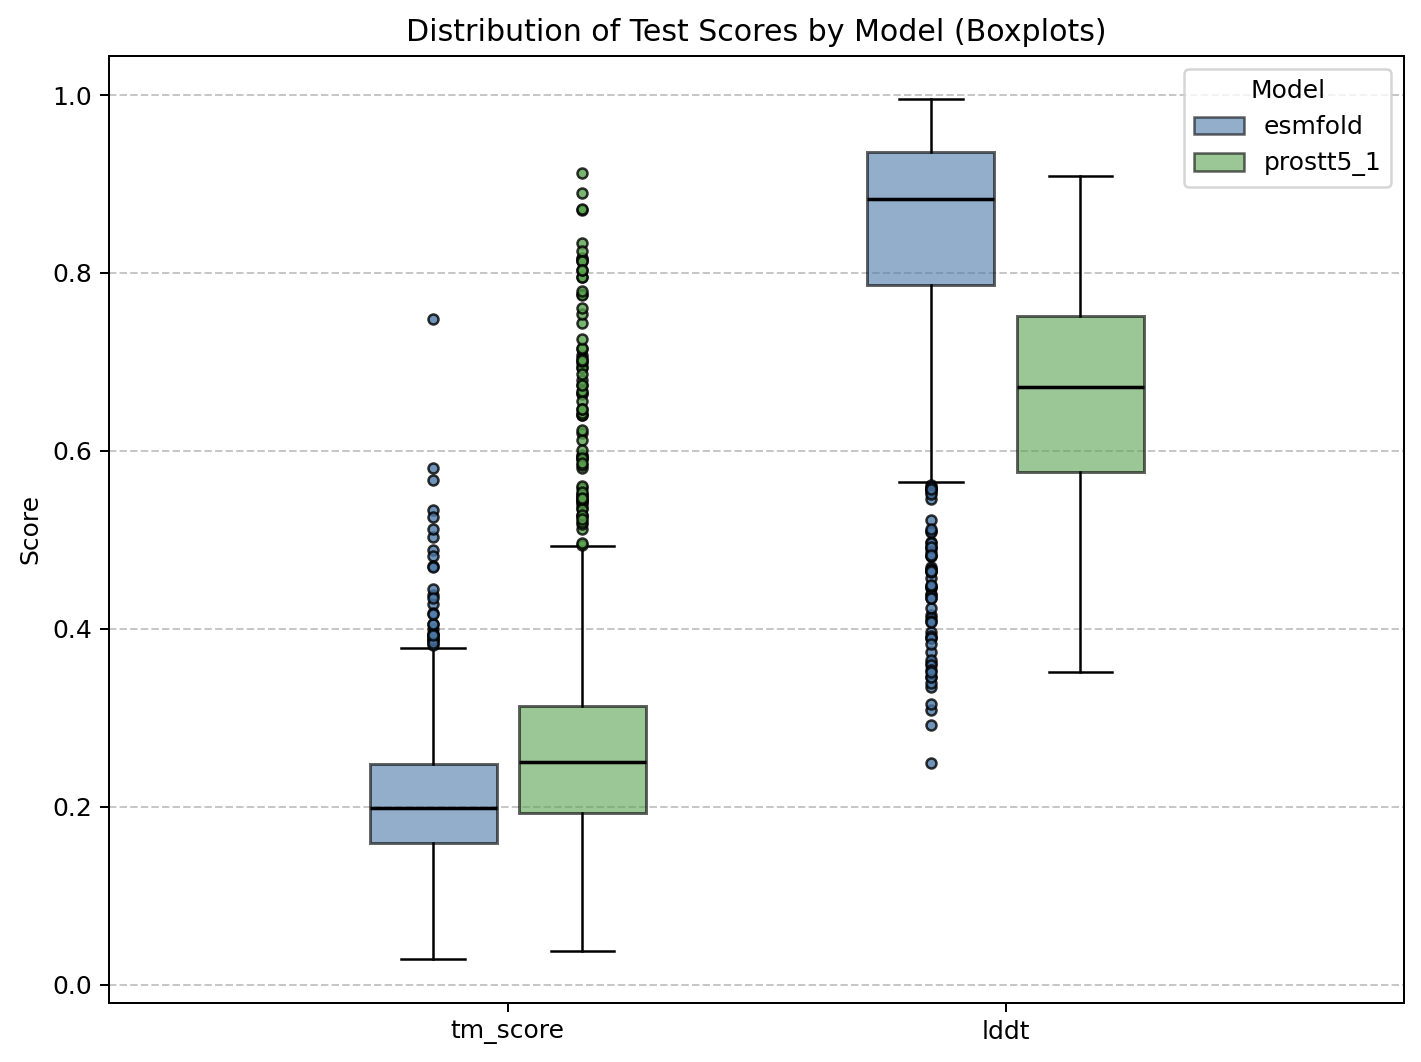 Distribution of Test Scores by Model (Boxplots)
Model
esmfold
prostt5_1
Score
1.0
0.8
0.6
0.4
0.2
0.0
tm_score
lddt